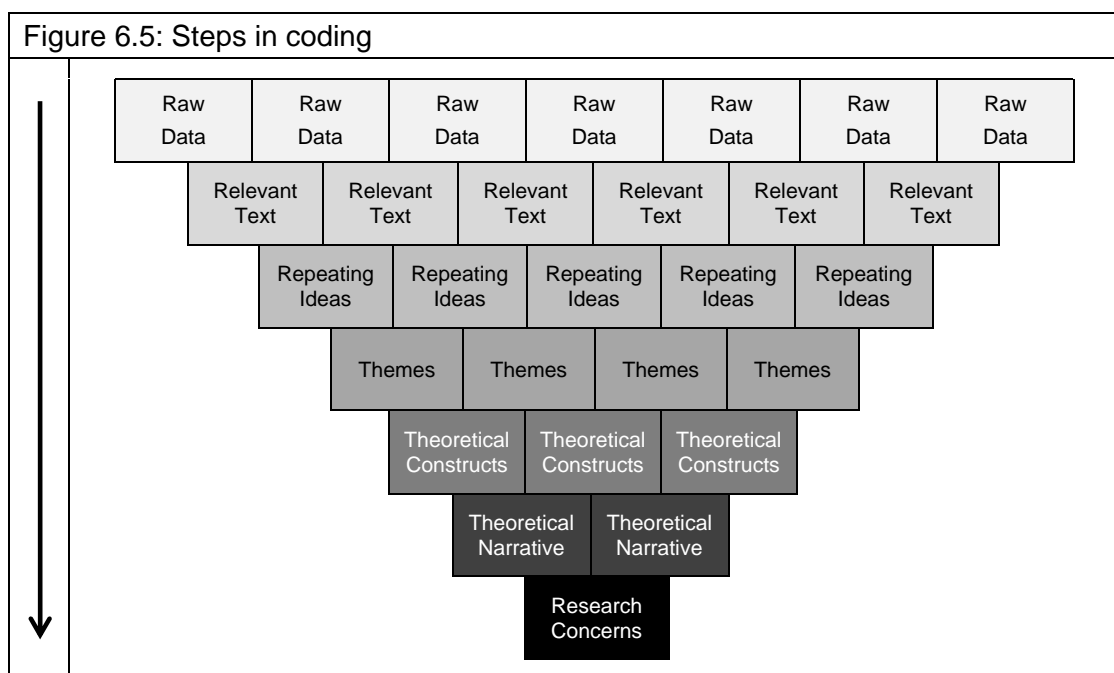 Figure 6.5: Steps in coding
Raw Data Raw Data Raw Data Raw Data Raw Data Raw Data Raw Data
Relevant Text Relevant Text Relevant Text Relevant Text Relevant Text Relevant Text
Repeating Ideas Repeating Ideas Repeating Ideas Repeating Ideas Repeating Ideas
Themes Themes Themes Themes
Theoretical Constructs Theoretical Constructs Theoretical Constructs
Theoretical Narrative Theoretical Narrative
Research Concerns